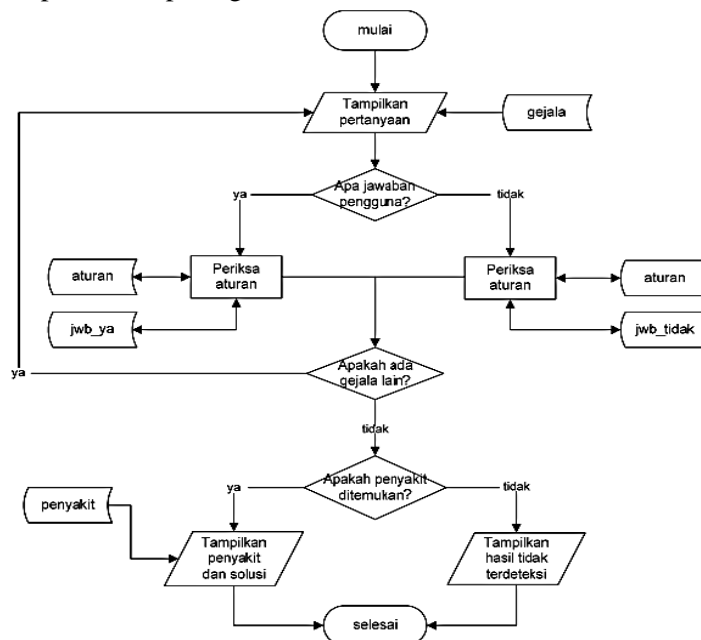 mulai
Tampilkan
pertanyaan
gejala
Apa jawaban
pengguna?
ya
tidak
aturan
Periksa
aturan
Periksa
aturan
aturan
jwb_ya
jwb_tidak
Apakah ada
gejala lain?
ya
tidak
Apakah penyakit
ditemukan?
ya
tidak
penyakit
Tampilkan
penyakit
dan solusi
Tampilkan
hasil tidak
terdeteksi
selesai